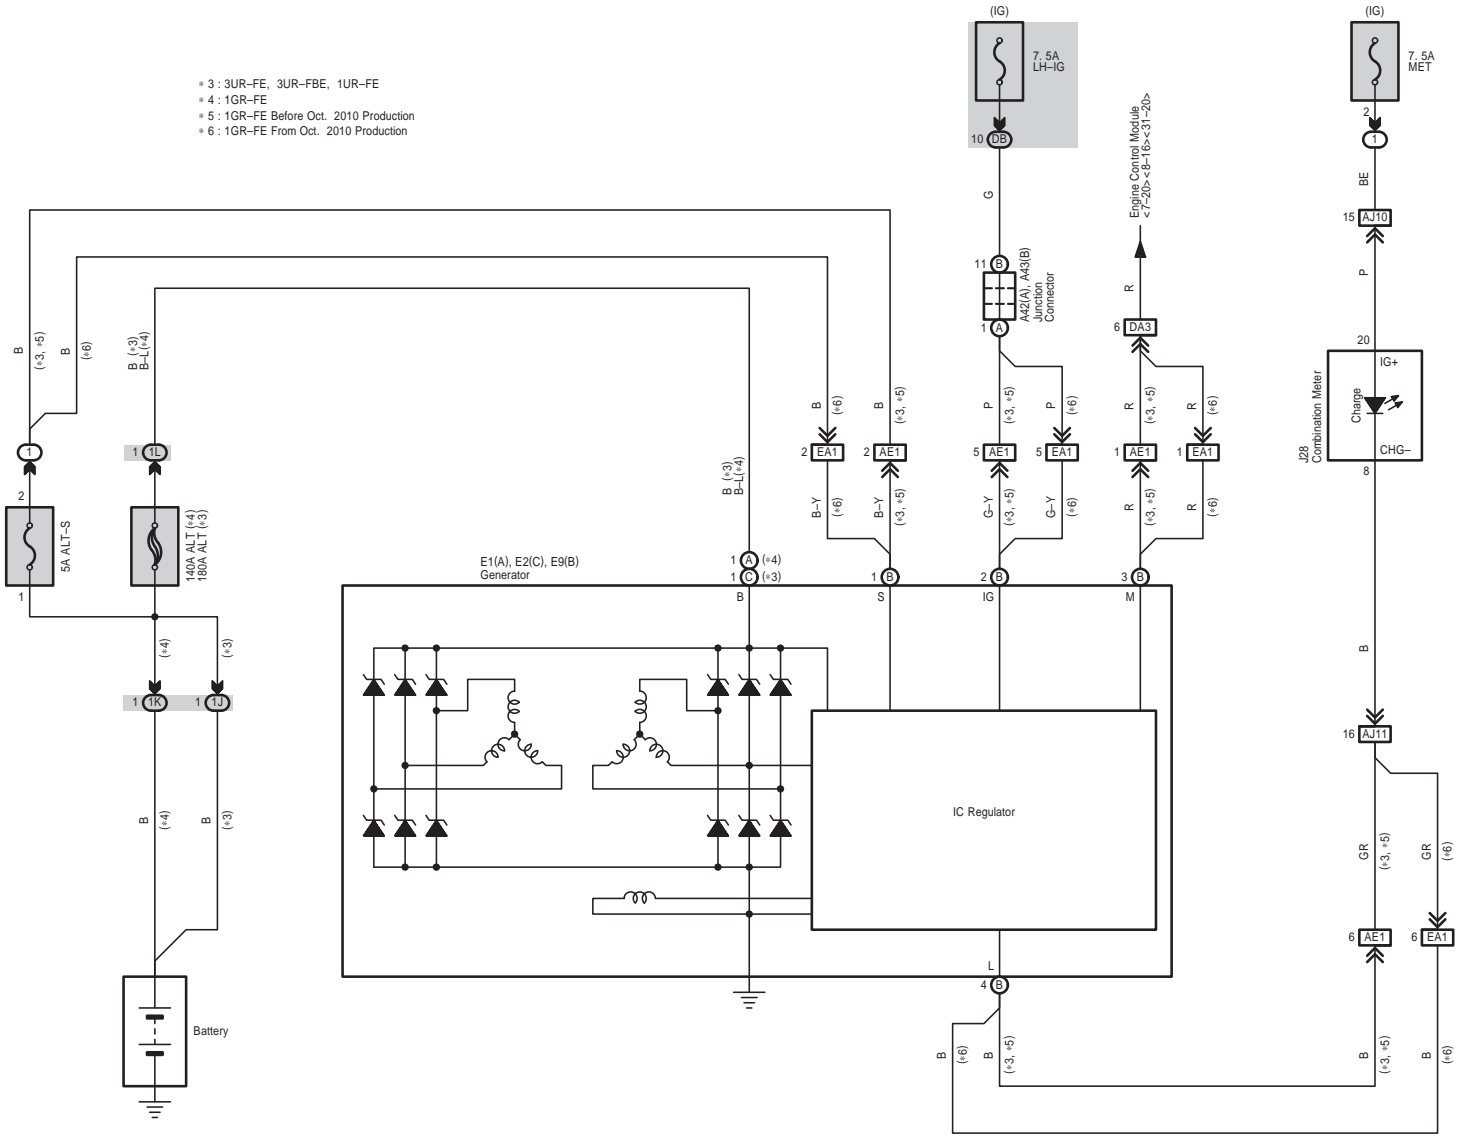 (IG)
(IG)
7. 5A
LH–IG
7. 5A
MET
∗ 3 : 3UR–FE, 3UR–FBE, 1UR–FE
∗ 4 : 1GR–FE
∗ 5 : 1GR–FE Before Oct. 2010 Production
∗ 6 : 1GR–FE From Oct. 2010 Production
Engine Control Module
<7–20><8–16><31–20>
10 DB
2
1
G
BE
15 AJ10
11 B
A42(A), A43(B)
Junction
Connector
1 A
R
P
6 DA3
20
IG+
Charge
CHG–
J28
Combination Meter
8
B
(∗3, ∗5)
B
(∗6)
B (∗3)
B–L(∗4)
B
(∗6)
B
(∗3, ∗5)
P
(∗3, ∗5)
P
(∗6)
R
(∗3, ∗5)
R
(∗6)
1
1 1L
2 EA1
2 AE1
5 AE1
5 EA1
1 AE1
1 EA1
2
5A ALT–S
1
140A ALT (∗4)
180A ALT (∗3)
B (∗3)
B–L(∗4)
B–Y
(∗6)
B–Y
(∗3, ∗5)
G–Y
(∗3, ∗5)
G–Y
(∗6)
R
(∗3, ∗5)
R
(∗6)
E1(A), E2(C), E9(B)
Generator
1 A (∗4)
1 C (∗3)
1 B
2 B
3 B
B
S
IG
M
(∗4)
(∗3)
1 1K
1 1J
B
16 AJ11
B
(∗4)
B
(∗3)
IC Regulator
GR
(∗3, ∗5)
GR
(∗6)
6 AE1
6 EA1
L
4 B
Battery
B
(∗6)
B
(∗3, ∗5)
B
(∗3, ∗5)
B
(∗6)